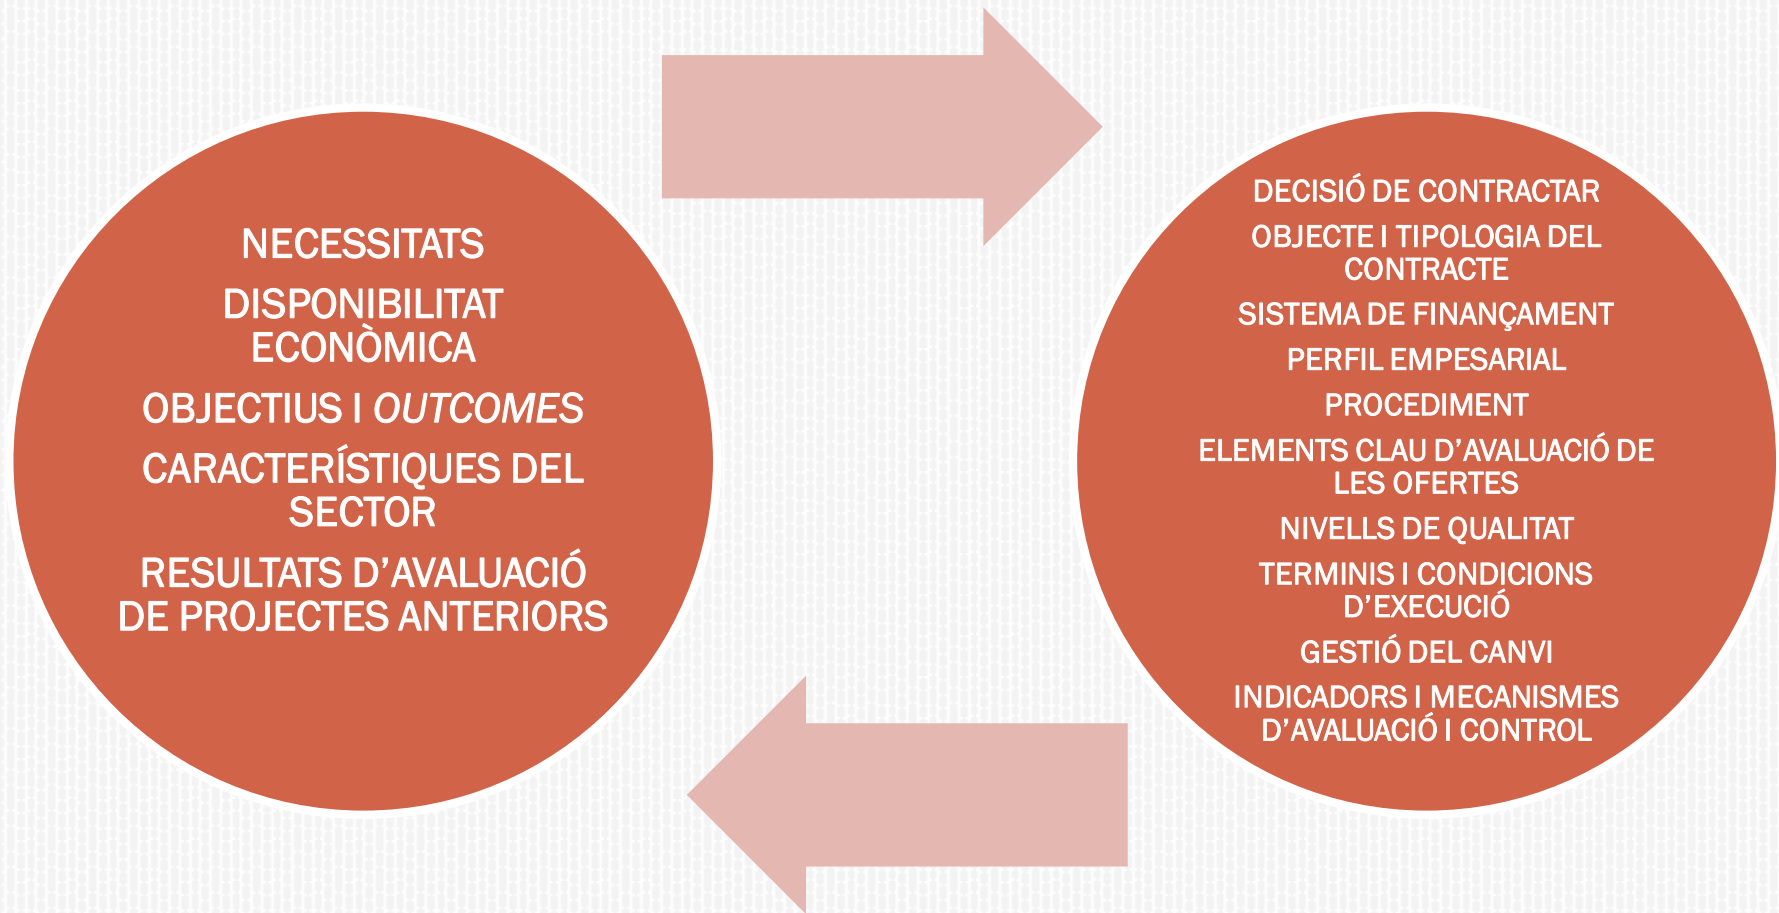 NECESSITATS
DISPONIBILITAT
ECONÒMICA
OBJECTIUS I OUTCOMES
CARACTERÍSTIQUES DEL
SECTOR
RESULTATS D’AVALUACIÓ
DE PROJECTES ANTERIORS
DECISIÓ DE CONTRACTAR
OBJECTE I TIPOLOGIA DEL
CONTRACTE
SISTEMA DE FINANÇAMENT
PERFIL EMPESARIAL
PROCEDIMENT
ELEMENTS CLAU D’AVALUACIÓ DE
LES OFERTES
NIVELLS DE QUALITAT
TERMINIS I CONDICIONS
D’EXECUCIÓ
GESTIÓ DEL CANVI
INDICADORS I MECANISMES
D’AVALUACIÓ I CONTROL